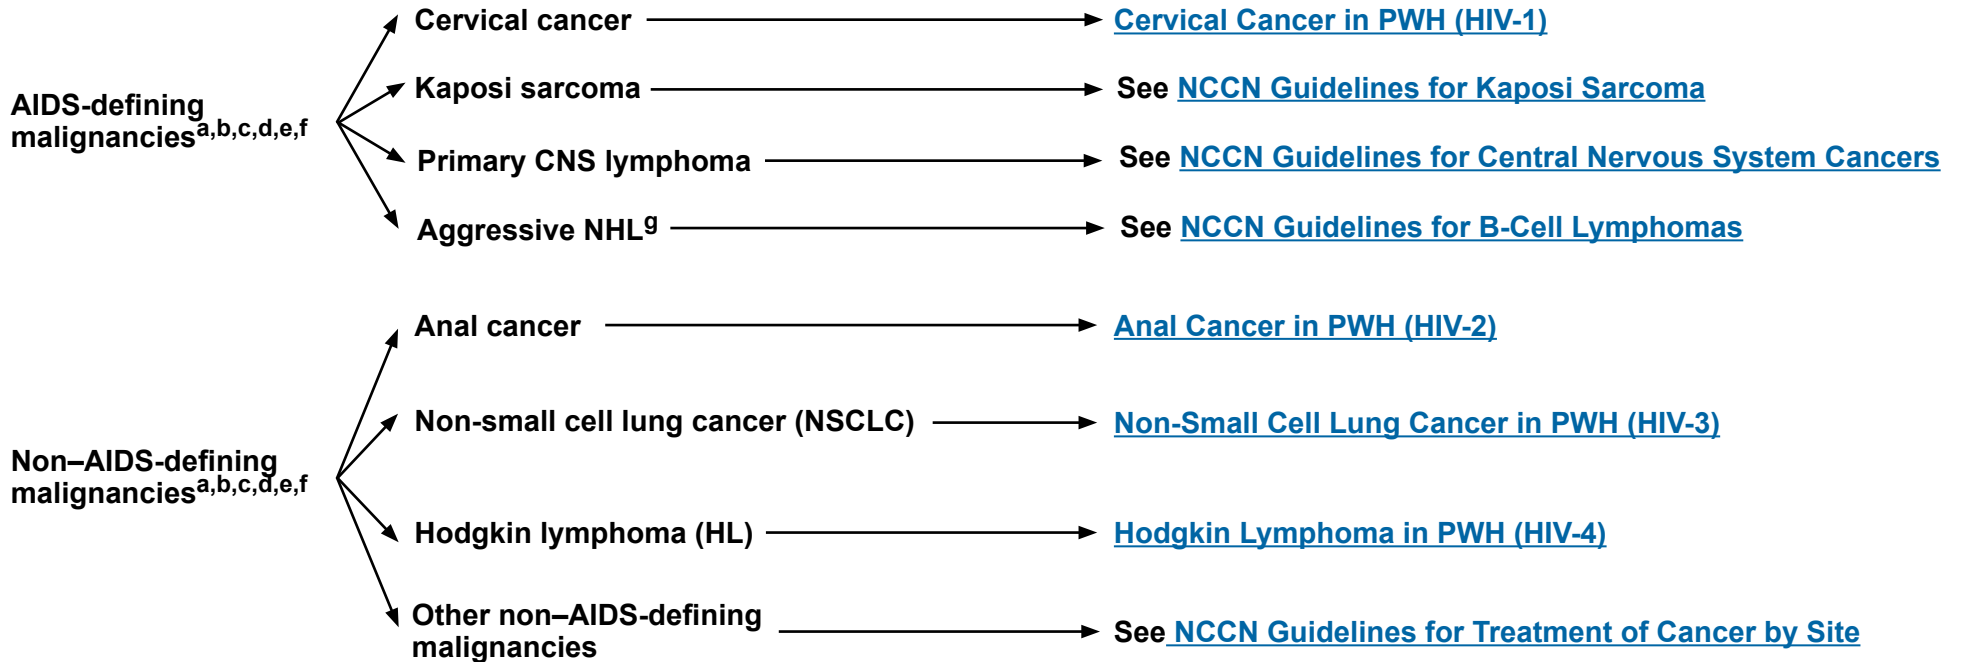 AIDS-defining
malignancies^a,b,c,d,e,f
Cervical cancer
Cervical Cancer in PWH (HIV-1)
Kaposi sarcoma
See NCCN Guidelines for Kaposi Sarcoma
Primary CNS lymphoma
See NCCN Guidelines for Central Nervous System Cancers
Aggressive NHL^g
See NCCN Guidelines for B-Cell Lymphomas
Non–AIDS-defining
malignancies^a,b,c,d,e,f
Anal cancer
Anal Cancer in PWH (HIV-2)
Non-small cell lung cancer (NSCLC)
Non-Small Cell Lung Cancer in PWH (HIV-3)
Hodgkin lymphoma (HL)
Hodgkin Lymphoma in PWH (HIV-4)
Other non–AIDS-defining
malignancies
See NCCN Guidelines for Treatment of Cancer by Site